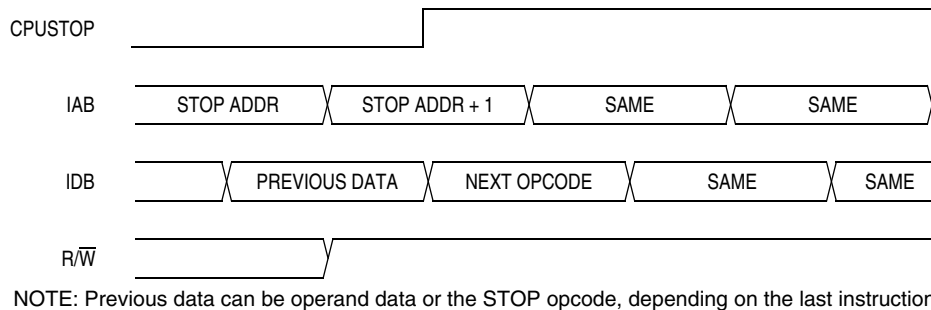 CPUSTOP
IAB STOP ADDR STOP ADDR + 1 SAME SAME
IDB PREVIOUS DATA NEXT OPCODE SAME SAME
R/W̅
NOTE: Previous data can be operand data or the STOP opcode, depending on the last instruction